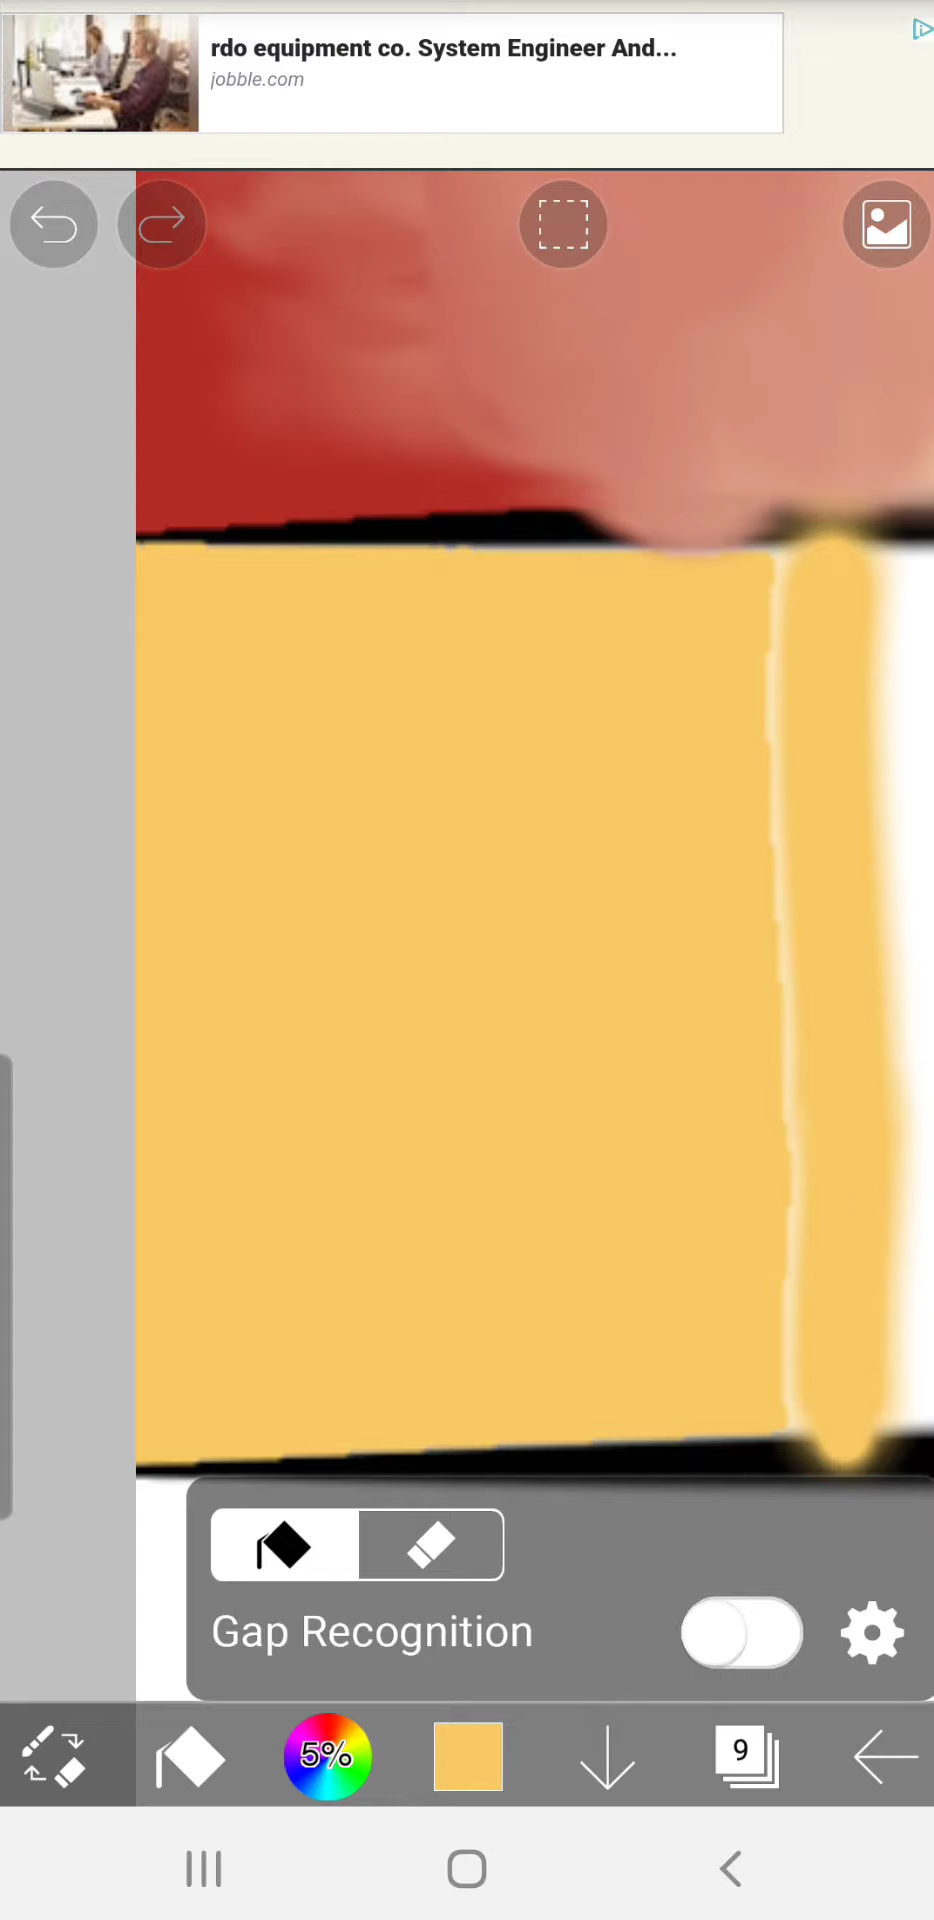 rdo equipment co. System Engineer And...
jobble.com
Gap Recognition
5%
9